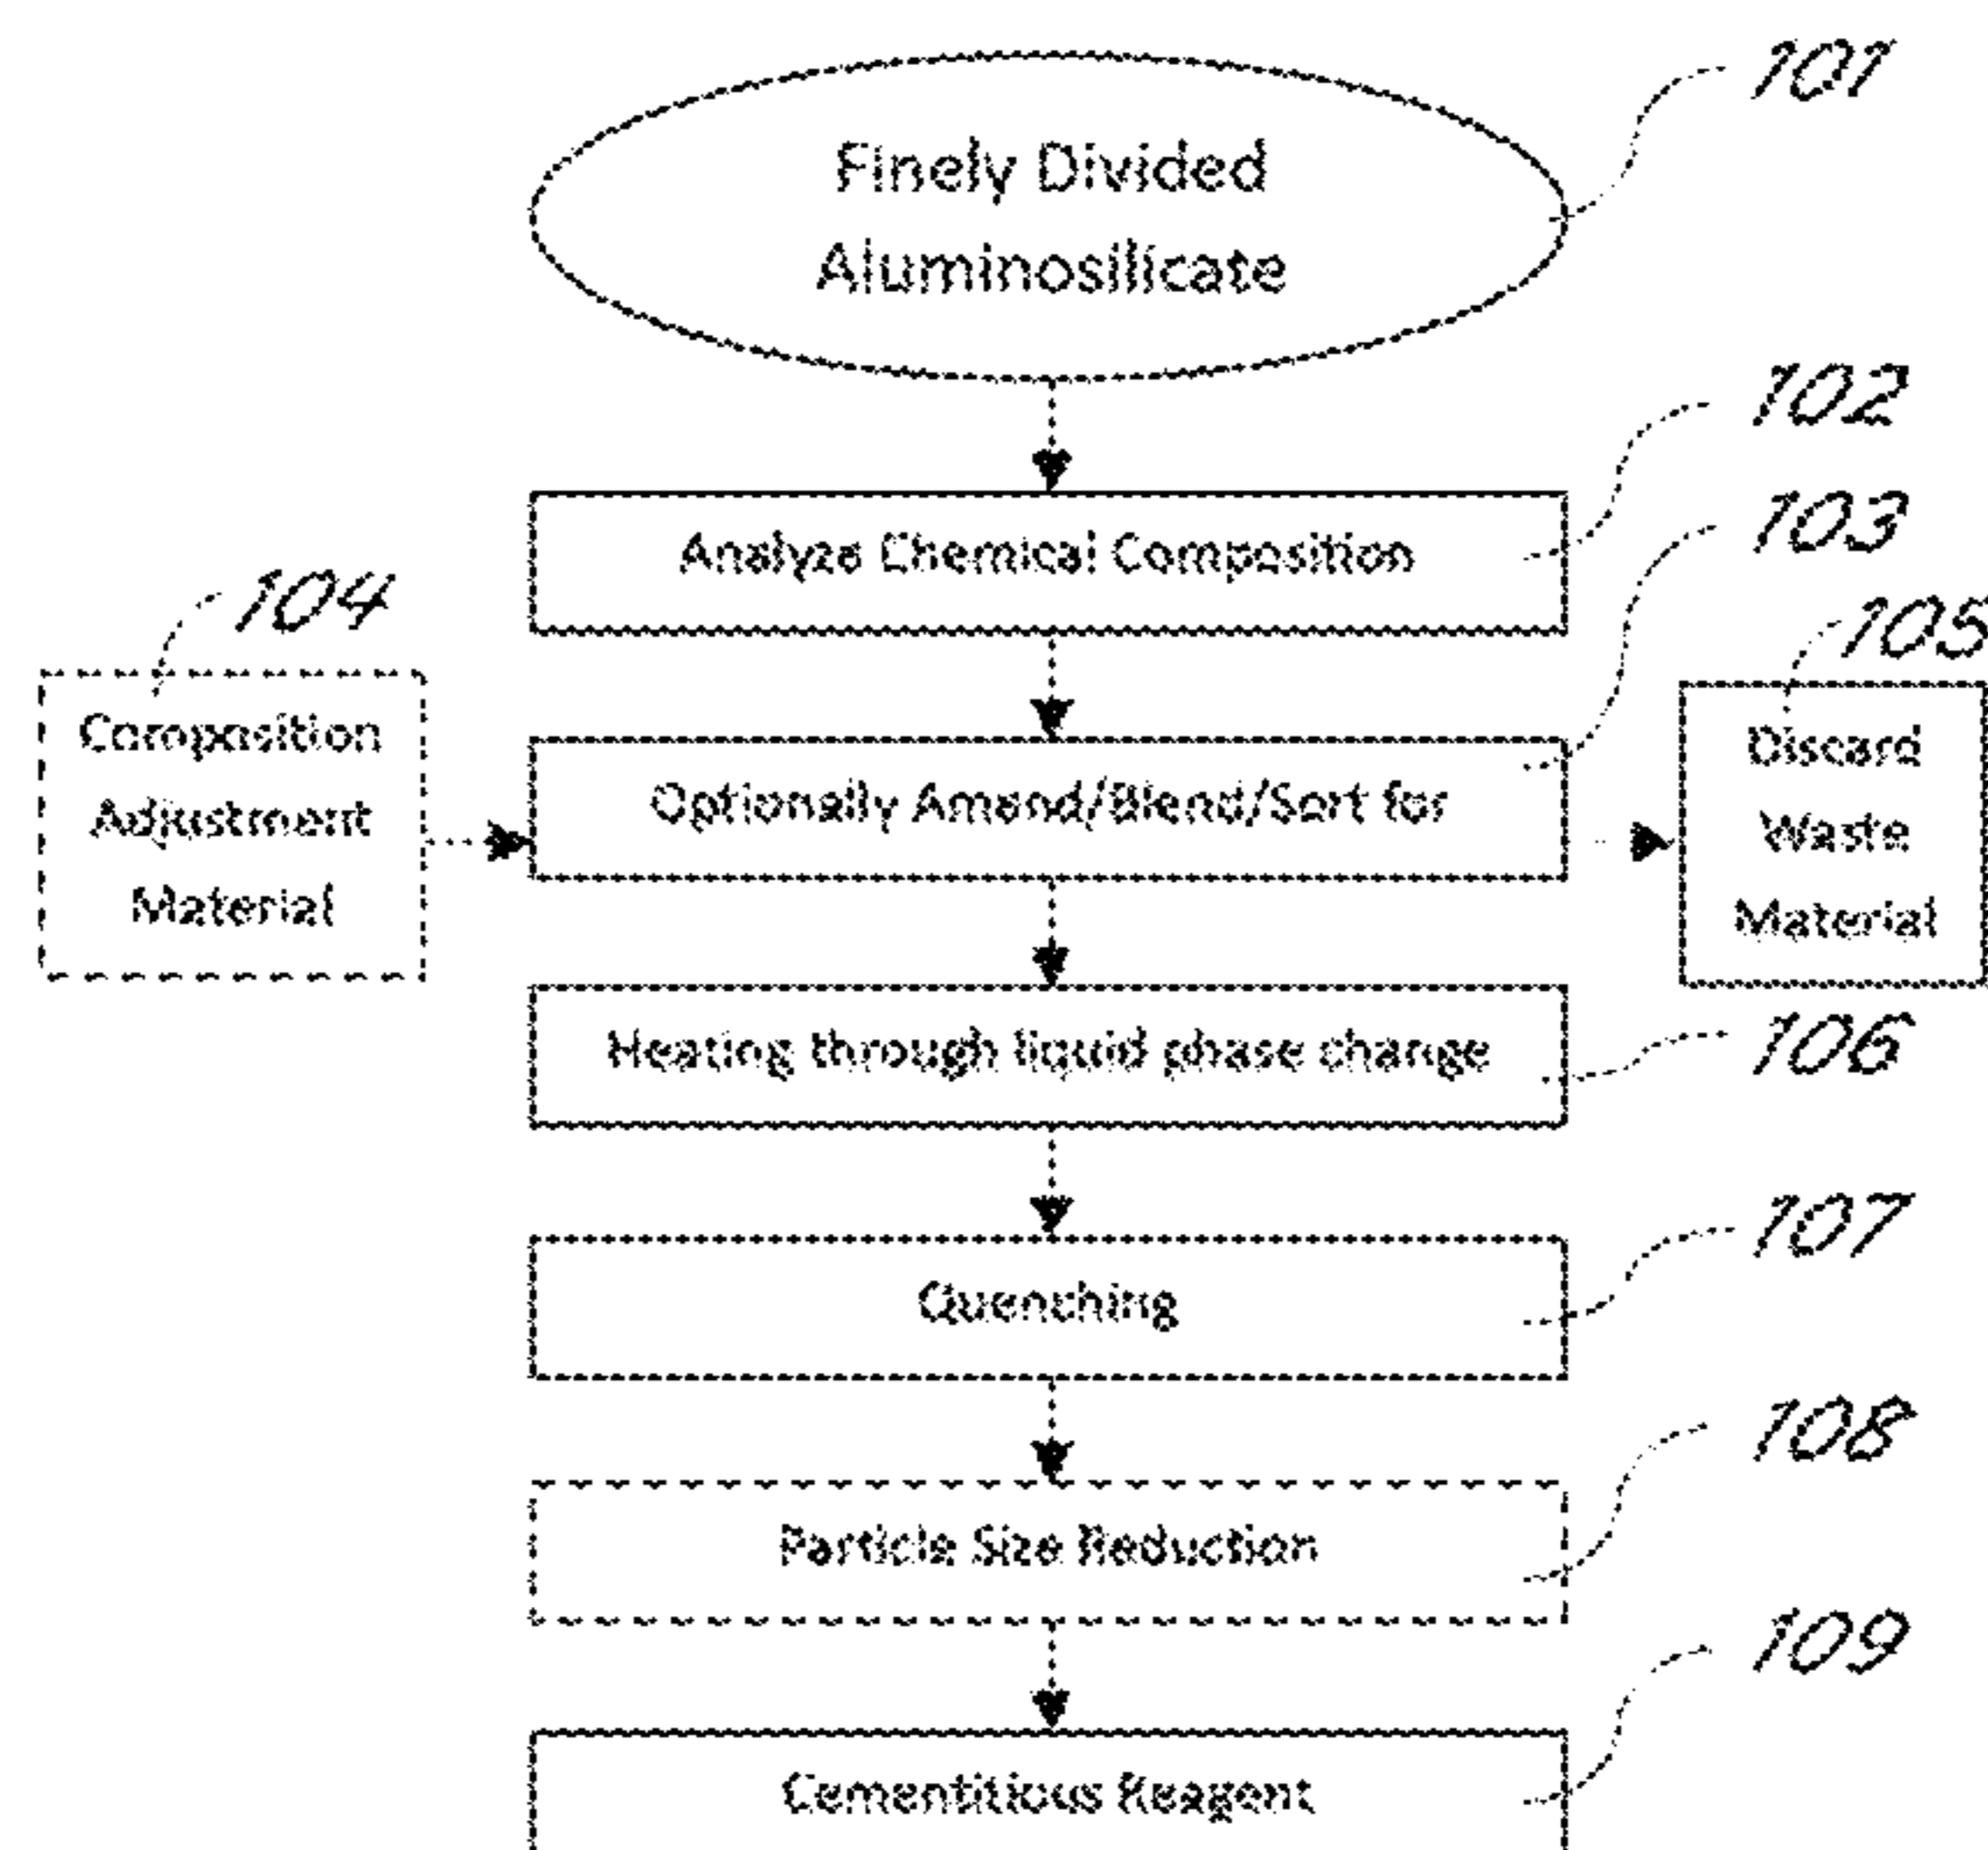 101
Finely Divided
Aluminosilicate
102
Analyze Chemical Composition
103
104
105
Composition
Adjustment
Material
Optionally Amend/Blend/Sort for
Discard
Waste
Material
Heating through liquid phase change
106
107
Quenching
108
Particle Size Reduction
109
Cementitious Reagent